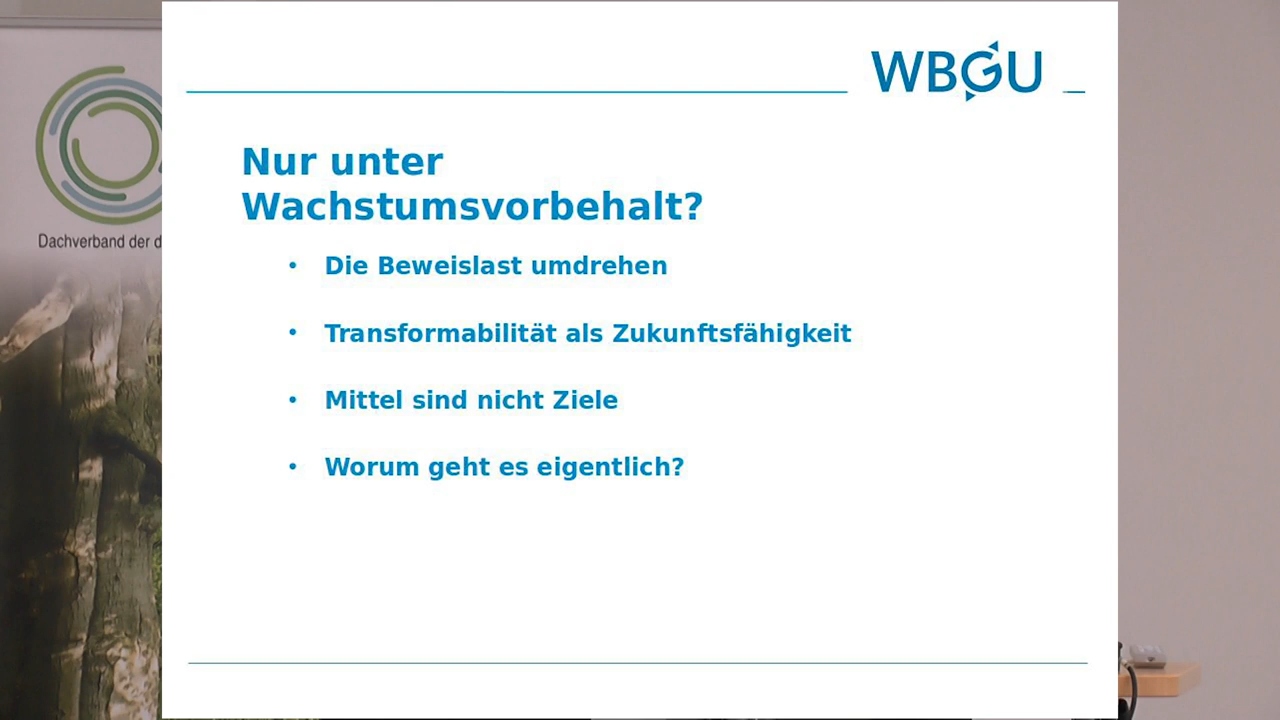 WBGU
Dachverband der d
Nur unter
Wachstumsvorbehalt?
• Die Beweislast umdrehen
• Transformabilität als Zukunftsfähigkeit
• Mittel sind nicht Ziele
• Worum geht es eigentlich?